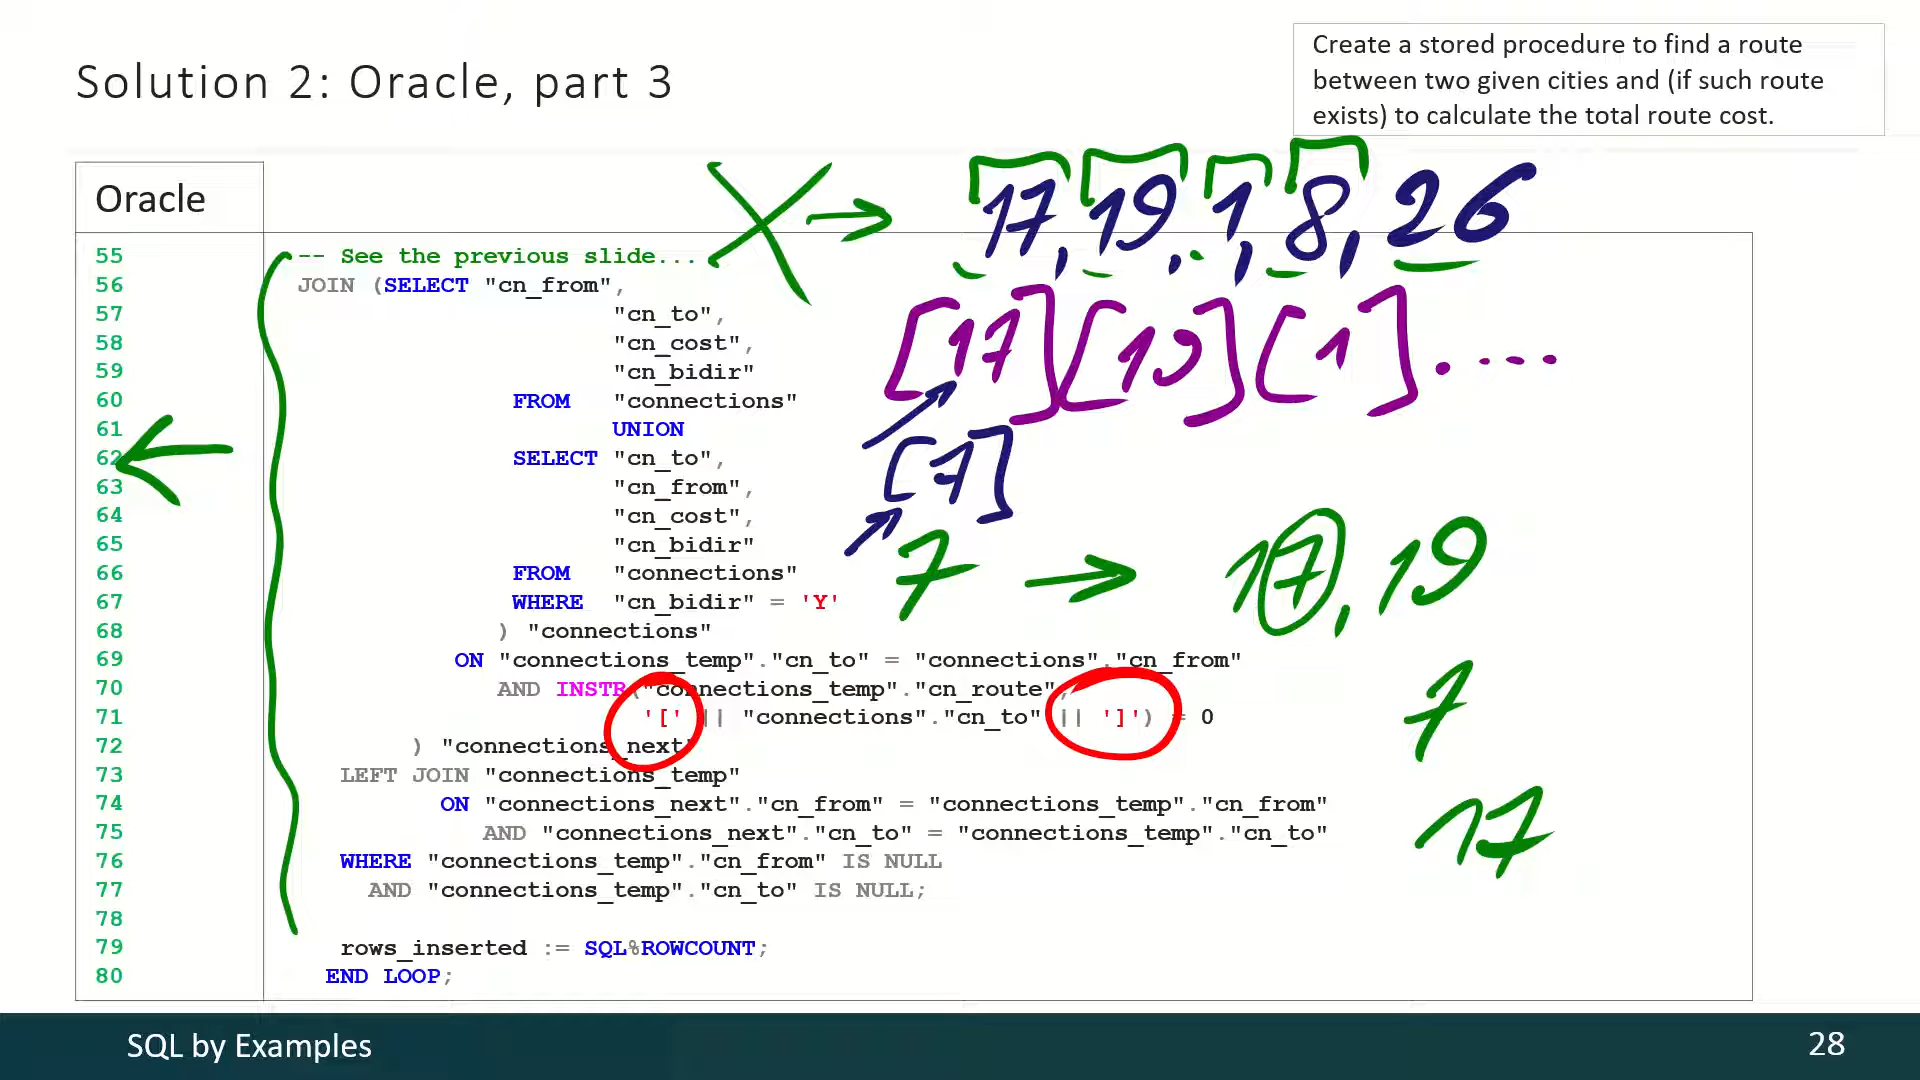 Solution 2: Oracle, part 3
Create a stored procedure to find a route
between two given cities and (if such route
exists) to calculate the total route cost.
Oracle
X → 17, 19, 1, 8, 26
[17] [19] [1] . . . .
[7]
7 → 17, 19
7
17
55 -- See the previous slide...
56 JOIN (SELECT "cn_from",
57 "cn_to",
58 "cn_cost",
59 "cn_bidir"
60 FROM "connections"
61 UNION
62 SELECT "cn_to",
63 "cn_from",
64 "cn_cost",
65 "cn_bidir"
66 FROM "connections"
67 WHERE "cn_bidir" = 'Y'
68 ) "connections"
69 ON "connections_temp"."cn_to" = "connections"."cn_from"
70 AND INSTR("connections_temp"."cn_route",
71 '[' || "connections"."cn_to" || ']') = 0
72 ) "connections_next"
73 LEFT JOIN "connections_temp"
74 ON "connections_next"."cn_from" = "connections_temp"."cn_from"
75 AND "connections_next"."cn_to" = "connections_temp"."cn_to"
76 WHERE "connections_temp"."cn_from" IS NULL
77 AND "connections_temp"."cn_to" IS NULL;
78
79 rows_inserted := SQL%ROWCOUNT;
80 END LOOP;
SQL by Examples
28